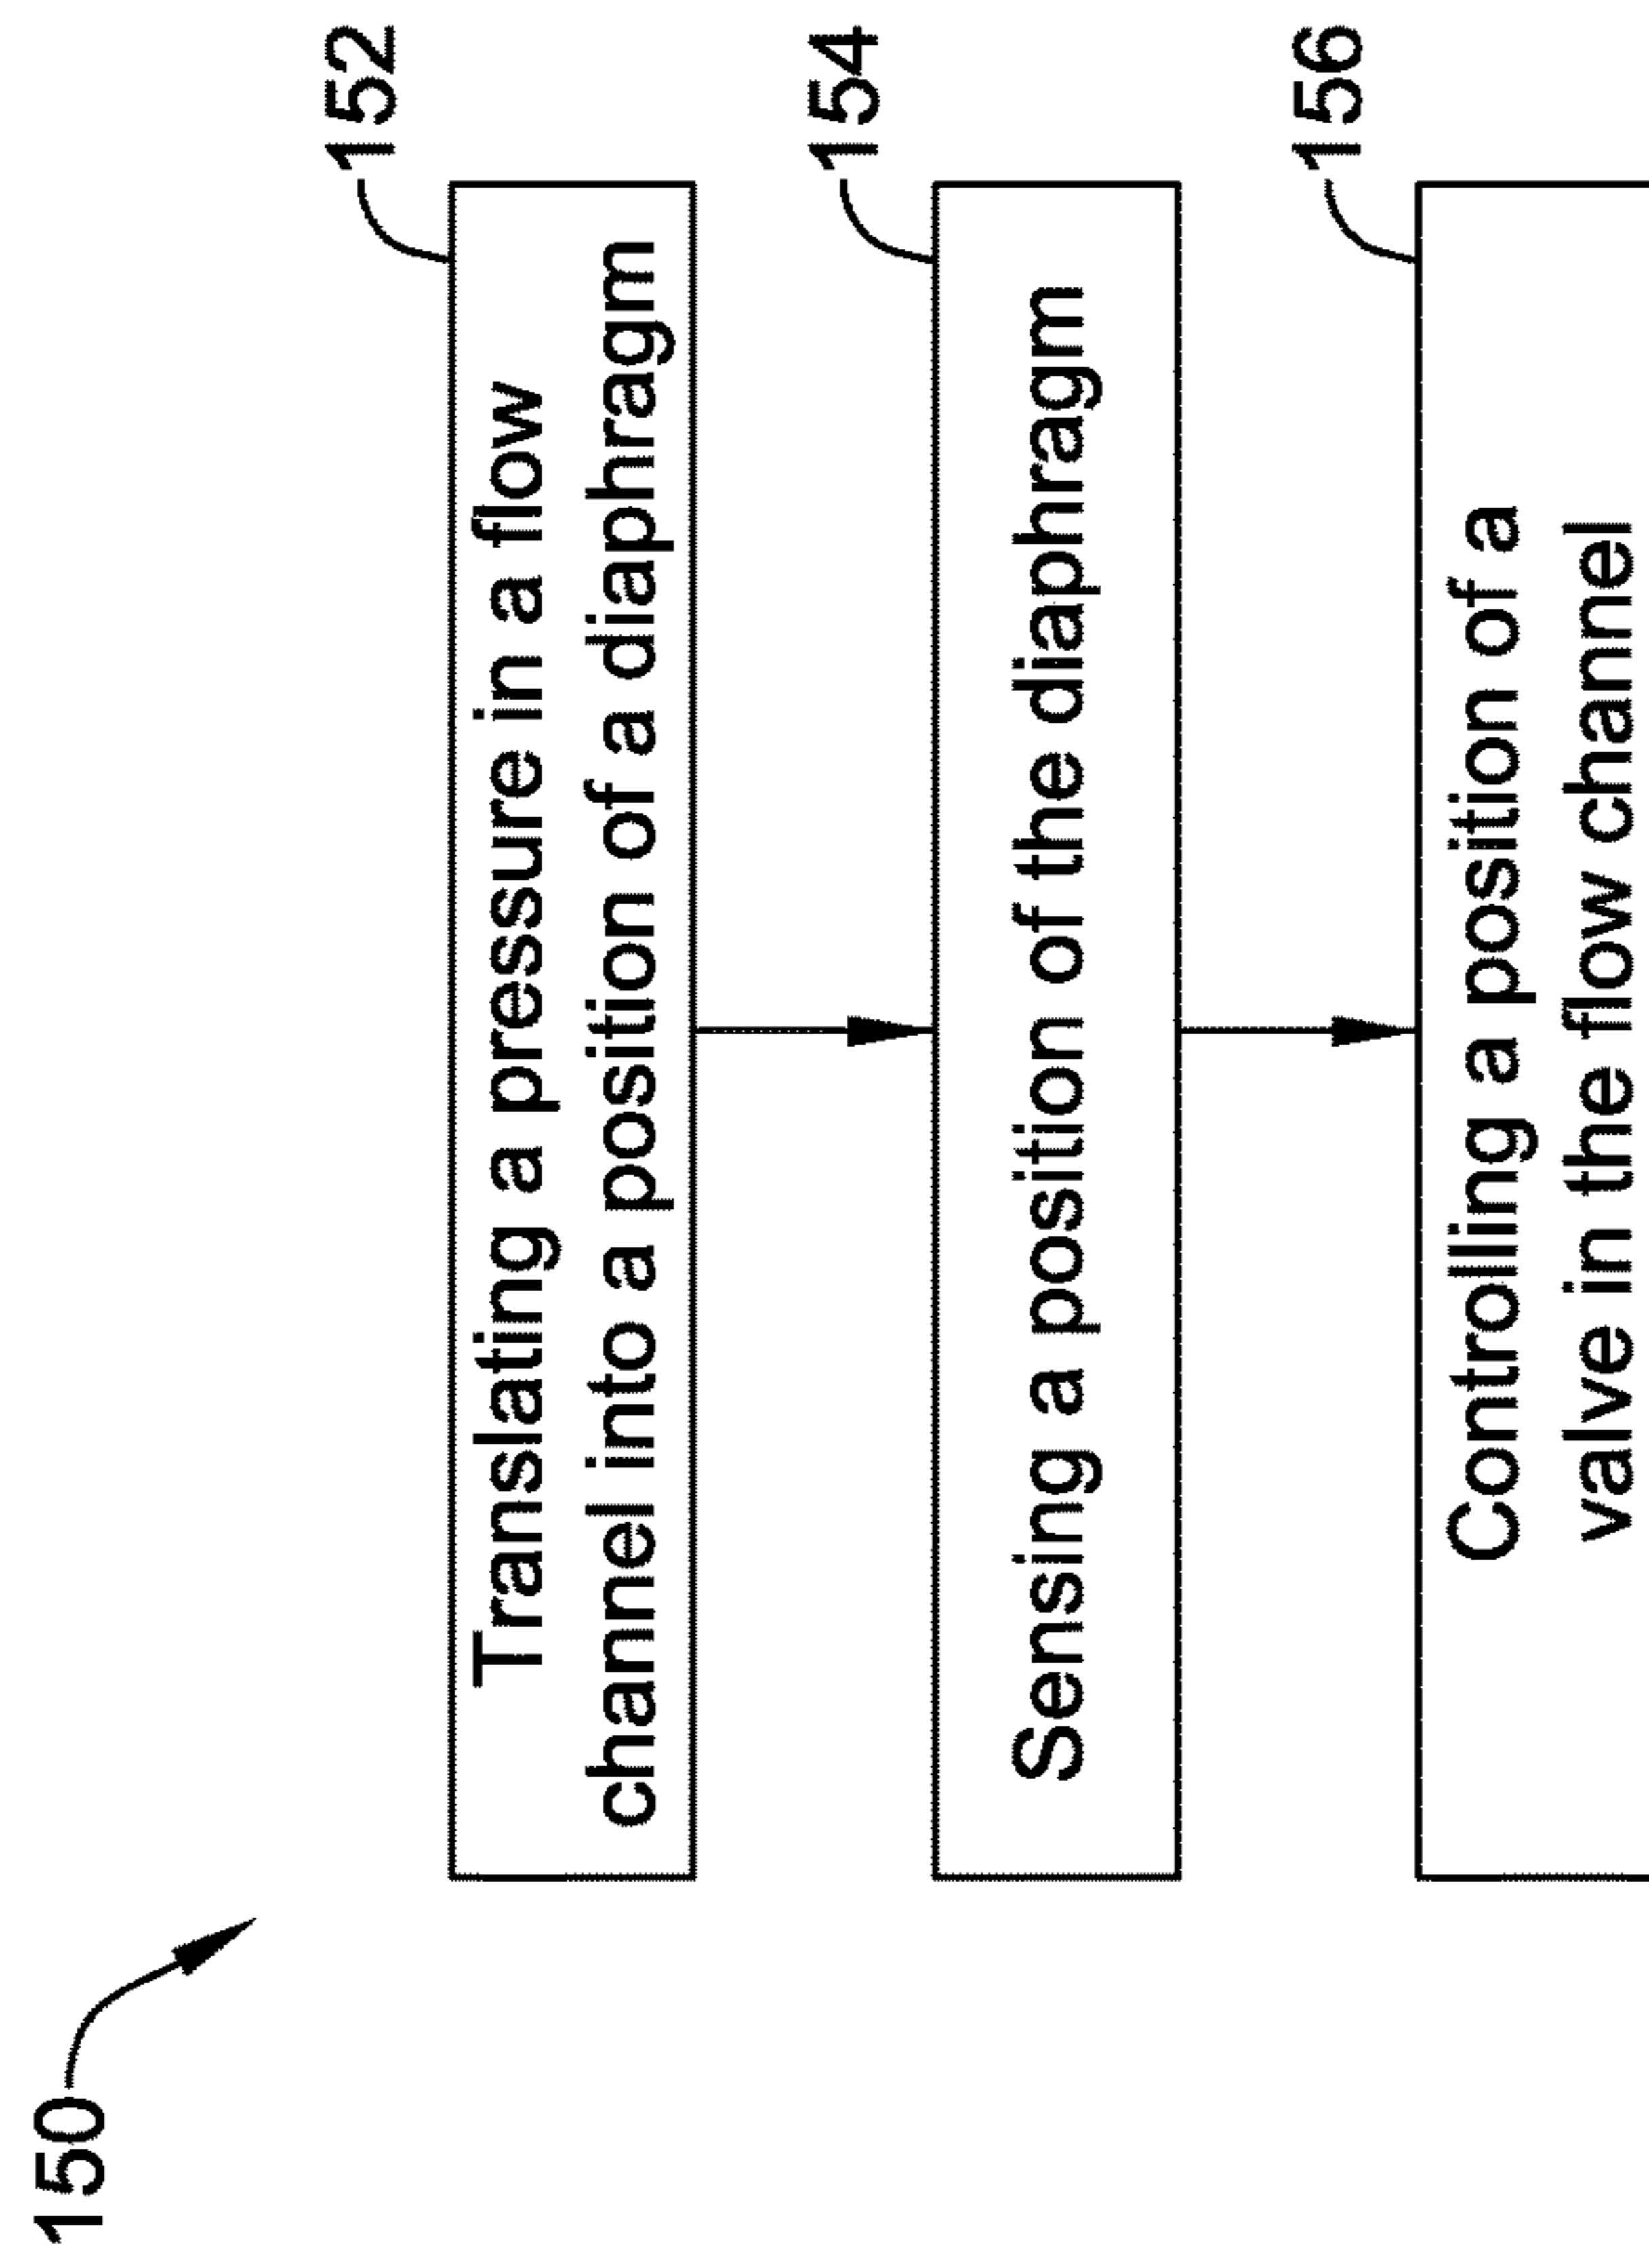 150
152
Translating a pressure in a flow
channel into a position of a diaphragm
154
Sensing a position of the diaphragm
156
Controlling a position of a
valve in the flow channel